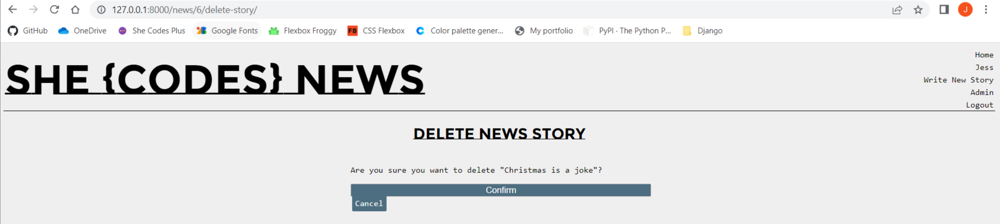 127.0.0.1:8000/news/6/delete-story/
J
GitHub OneDrive She Codes Plus Google Fonts Flexbox Froggy FB CSS Flexbox Color palette gener... My portfolio PyPI · The Python P... Django
SHE {CODES} NEWS
Home
Jess
Write New Story
Admin
Logout
DELETE NEWS STORY
Are you sure you want to delete "Christmas is a joke"?
Confirm
Cancel